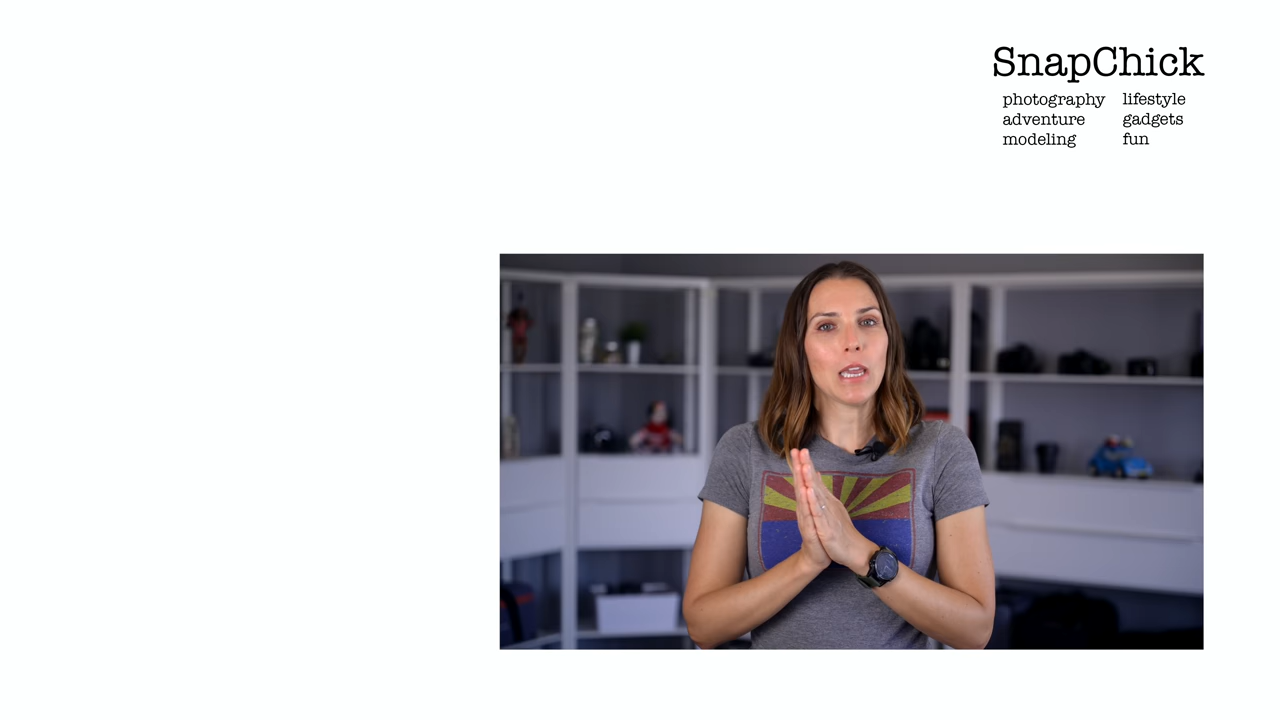 SnapChick
photography lifestyle
adventure gadgets
modeling fun